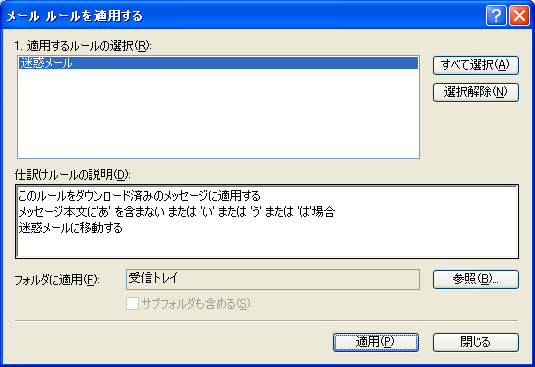 メール ルールを適用する
1. 適用するルールの選択(R):
迷惑メール
すべて選択(A)
選択解除(N)
仕訳けルールの説明(D):
このルールをダウンロード済みのメッセージに適用する
メッセージ本文に'あ' を含まない または 'い' または 'う' または 'は'場合
迷惑メールに移動する
フォルダに適用(F):
受信トレイ
参照(B)...
サブフォルダも含める(S)
適用(P)
閉じる